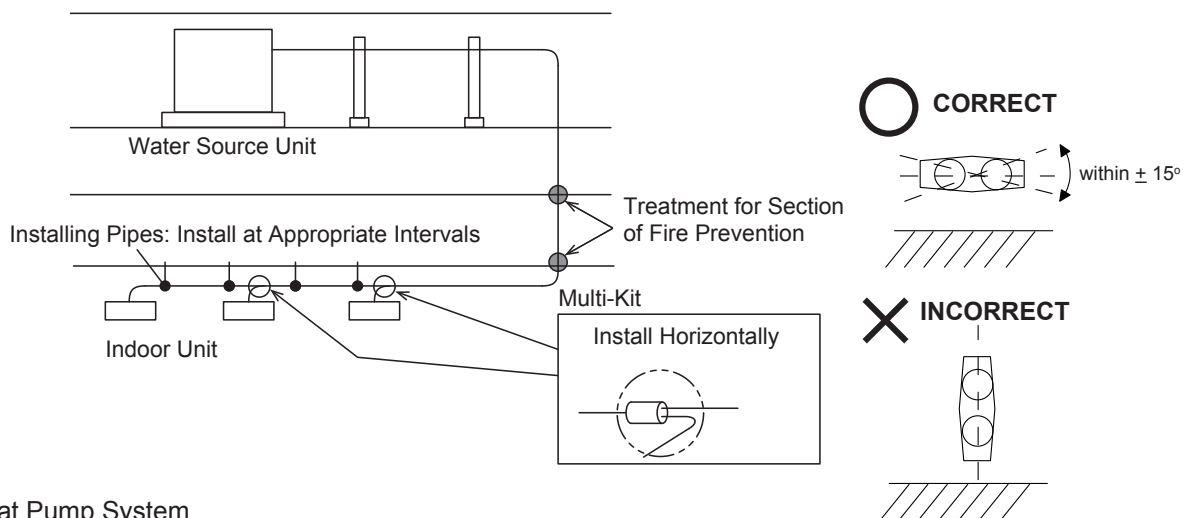 Water Source Unit
Installing Pipes: Install at Appropriate Intervals
Indoor Unit
Treatment for Section
of Fire Prevention
Multi-Kit
Install Horizontally
CORRECT
within ± 15°
INCORRECT
at Pump System